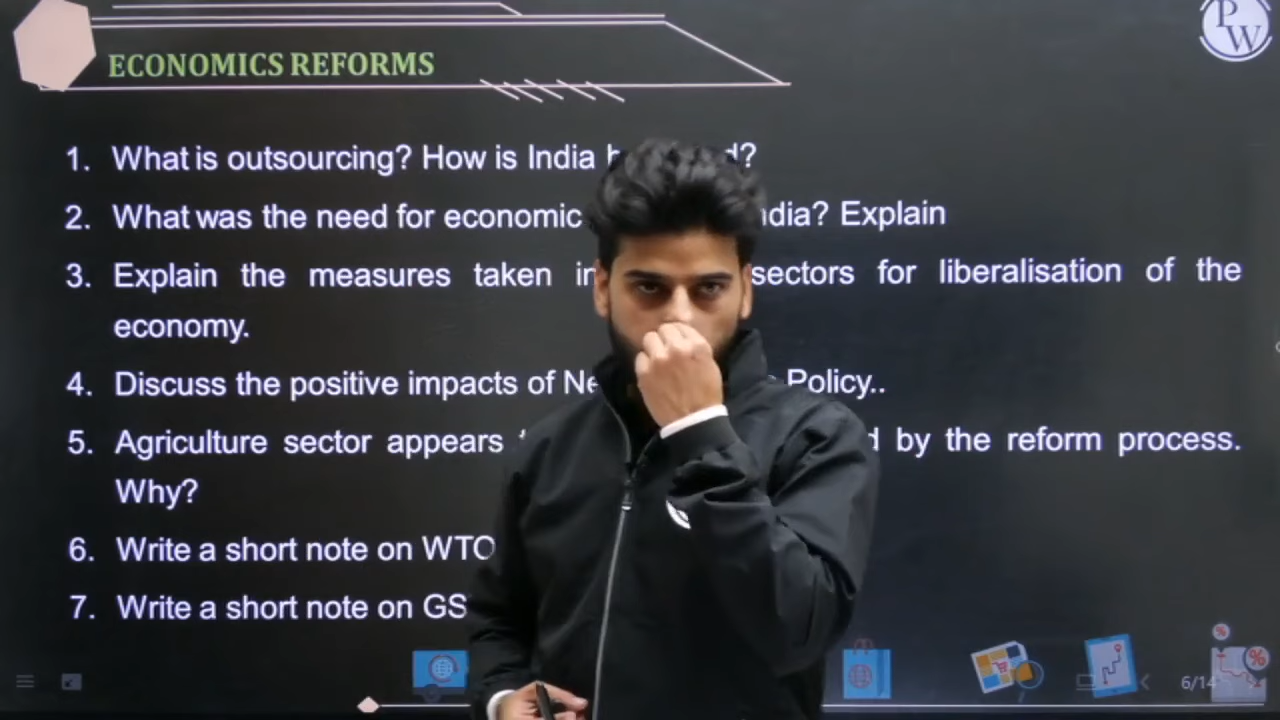 PW
ECONOMICS REFORMS
1. What is outsourcing? How is India
2. What was the need for economic India? Explain
3. Explain the measures taken in sectors for liberalisation of the
economy.
4. Discuss the positive impacts of Policy..
5. Agriculture sector appears by the reform process.
Why?
6. Write a short note on WTO
7. Write a short note on
6/14
%
%